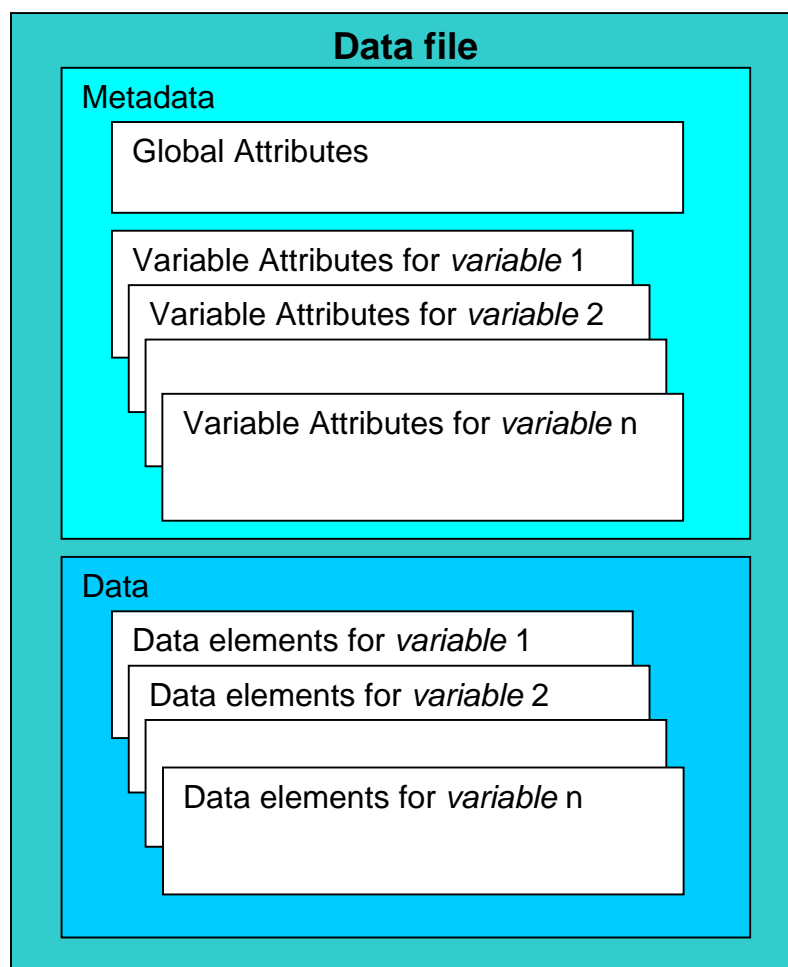 Data file
Metadata
Global Attributes
Variable Attributes for variable 1
Variable Attributes for variable 2
Variable Attributes for variable n
Data
Data elements for variable 1
Data elements for variable 2
Data elements for variable n